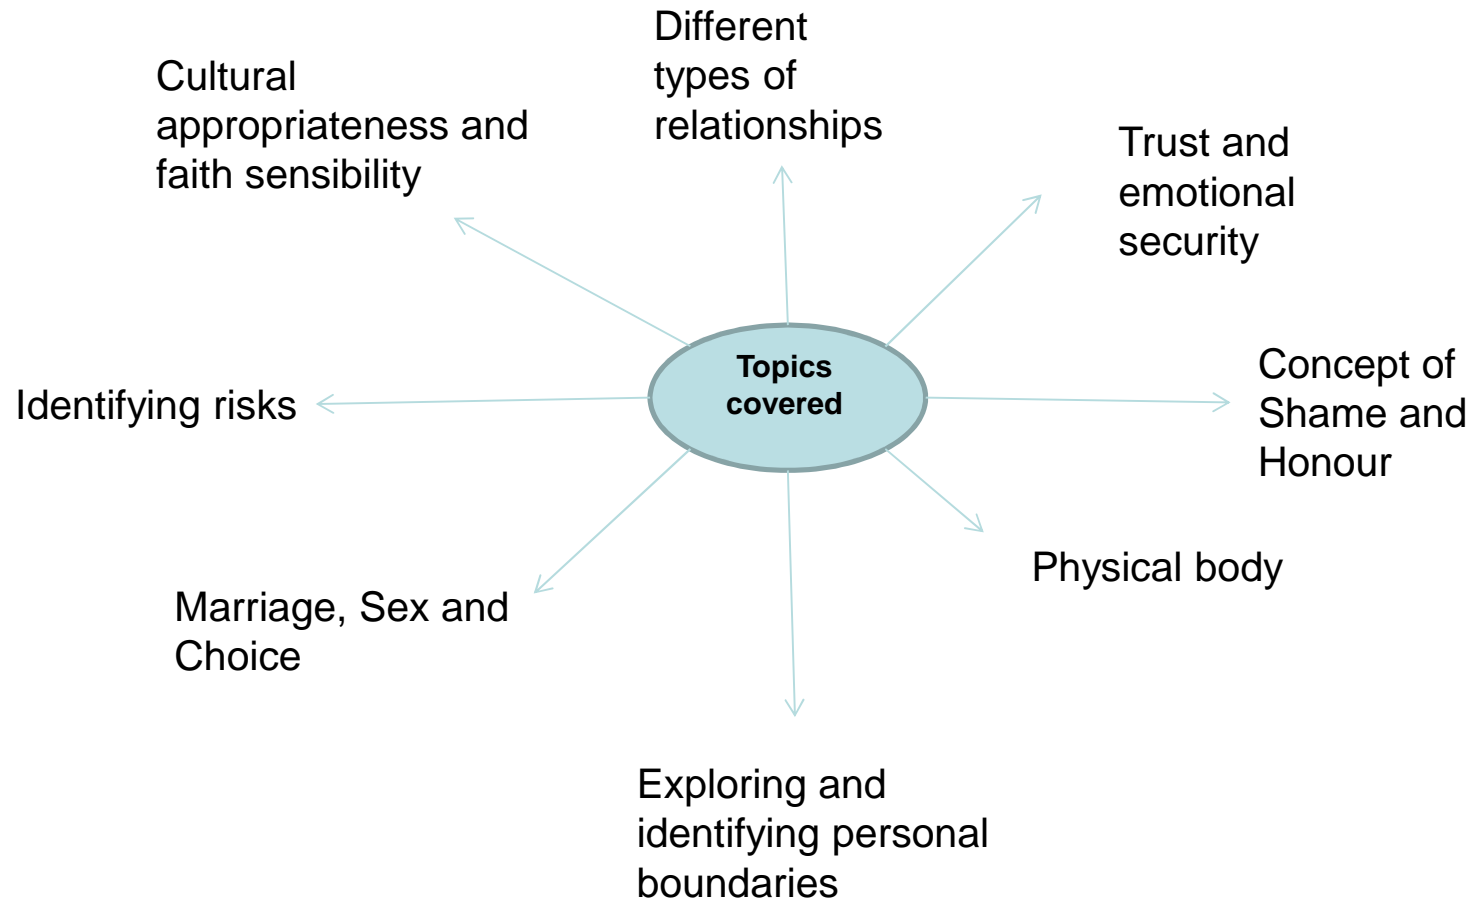 Different
types of
relationships
Cultural
appropriateness and
faith sensibility
Trust and
emotional
security
Topics
covered
Identifying risks
Concept of
Shame and
Honour
Physical body
Marriage, Sex and
Choice
Exploring and
identifying personal
boundaries